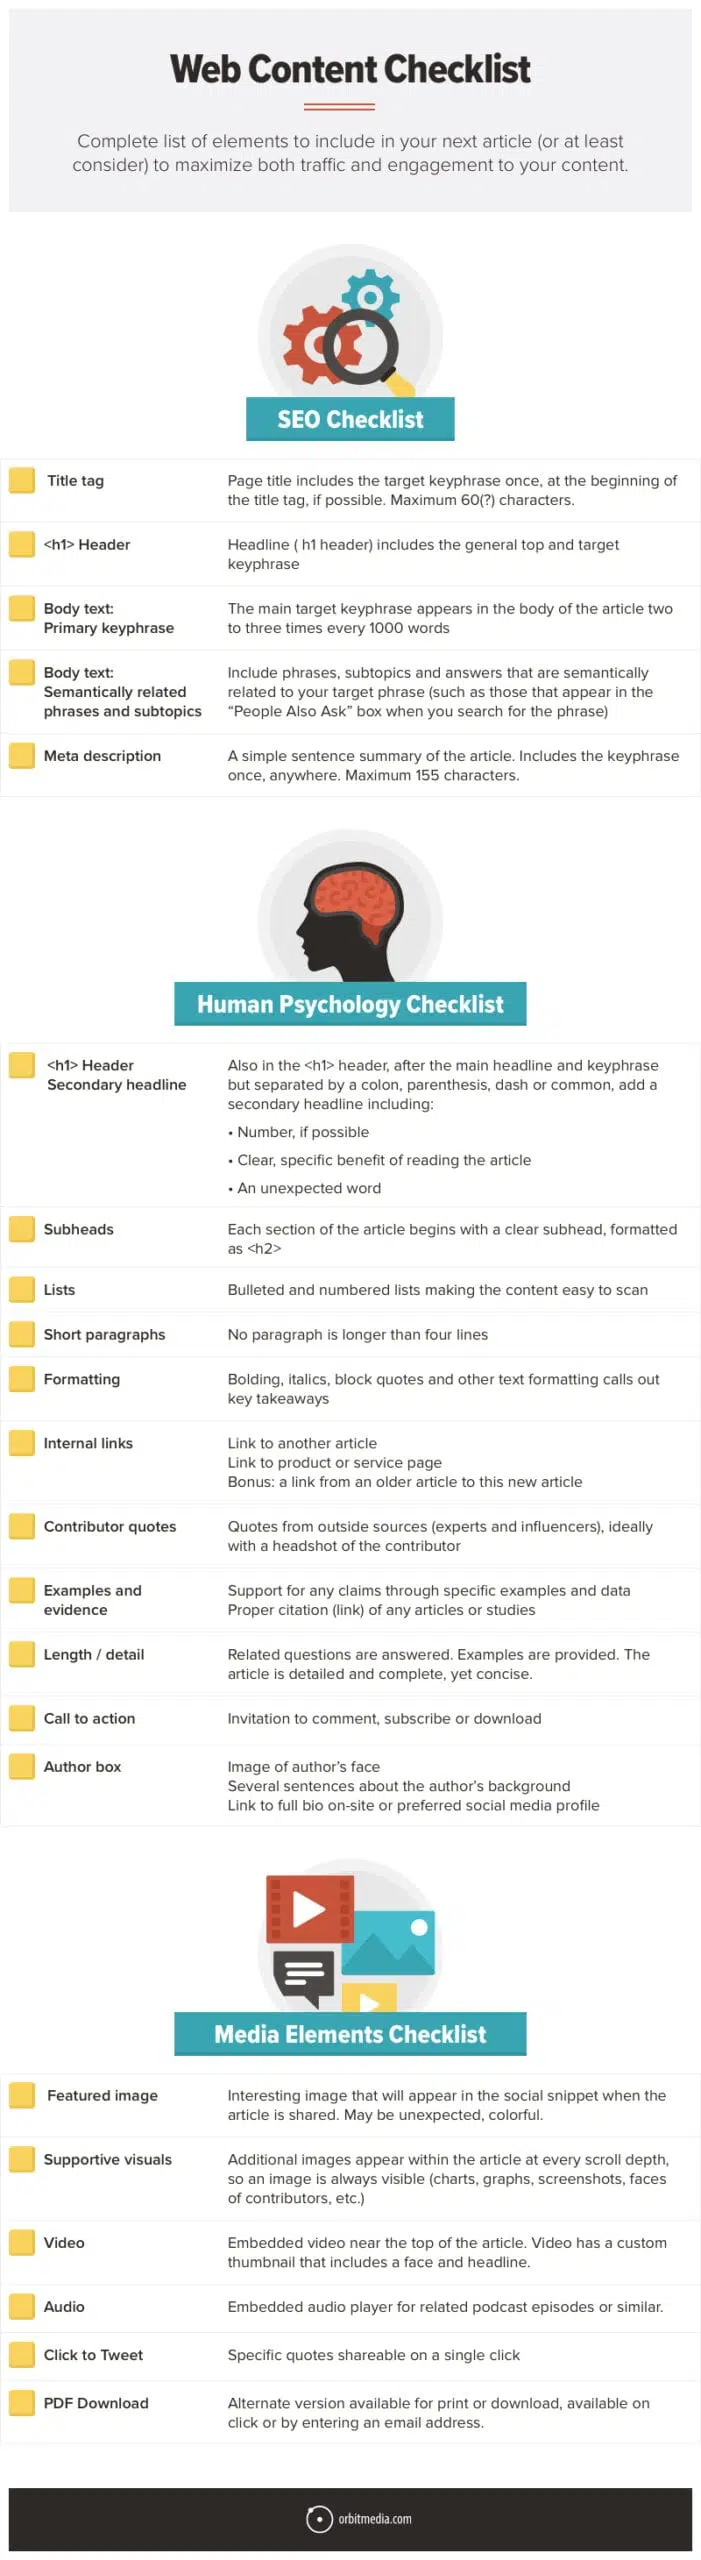 Web Content Checklist
Complete list of elements to include in your next article (or at least
consider) to maximize both traffic and engagement to your content.
SEO Checklist
Title tag
Page title includes the target keyphrase once, at the beginning of
the title tag, if possible. Maximum 60(?) characters.
<h1> Header
Headline ( h1 header) includes the general top and target
keyphrase
Body text:
Primary keyphrase
The main target keyphrase appears in the body of the article two
to three times every 1000 words
Body text:
Semantically related
phrases and subtopics
Include phrases, subtopics and answers that are semantically
related to your target phrase (such as those that appear in the
“People Also Ask” box when you search for the phrase)
Meta description
A simple sentence summary of the article. Includes the keyphrase
once, anywhere. Maximum 155 characters.
Human Psychology Checklist
<h1> Header
Secondary headline
Also in the <h1> header, after the main headline and keyphrase
but separated by a colon, parenthesis, dash or common, add a
secondary headline including:
• Number, if possible
• Clear, specific benefit of reading the article
• An unexpected word
Subheads
Each section of the article begins with a clear subhead, formatted
as <h2>
Lists
Bulleted and numbered lists making the content easy to scan
Short paragraphs
No paragraph is longer than four lines
Formatting
Bolding, italics, block quotes and other text formatting calls out
key takeaways
Internal links
Link to another article
Link to product or service page
Bonus: a link from an older article to this new article
Contributor quotes
Quotes from outside sources (experts and influencers), ideally
with a headshot of the contributor
Examples and
evidence
Support for any claims through specific examples and data
Proper citation (link) of any articles or studies
Length / detail
Related questions are answered. Examples are provided. The
article is detailed and complete, yet concise.
Call to action
Invitation to comment, subscribe or download
Author box
Image of author’s face
Several sentences about the author’s background
Link to full bio on-site or preferred social media profile
Media Elements Checklist
Featured image
Interesting image that will appear in the social snippet when the
article is shared. May be unexpected, colorful.
Supportive visuals
Additional images appear within the article at every scroll depth,
so an image is always visible (charts, graphs, screenshots, faces
of contributors, etc.)
Video
Embedded video near the top of the article. Video has a custom
thumbnail that includes a face and headline.
Audio
Embedded audio player for related podcast episodes or similar.
Click to Tweet
Specific quotes shareable on a single click
PDF Download
Alternate version available for print or download, available on
click or by entering an email address.
orbitmedia.com